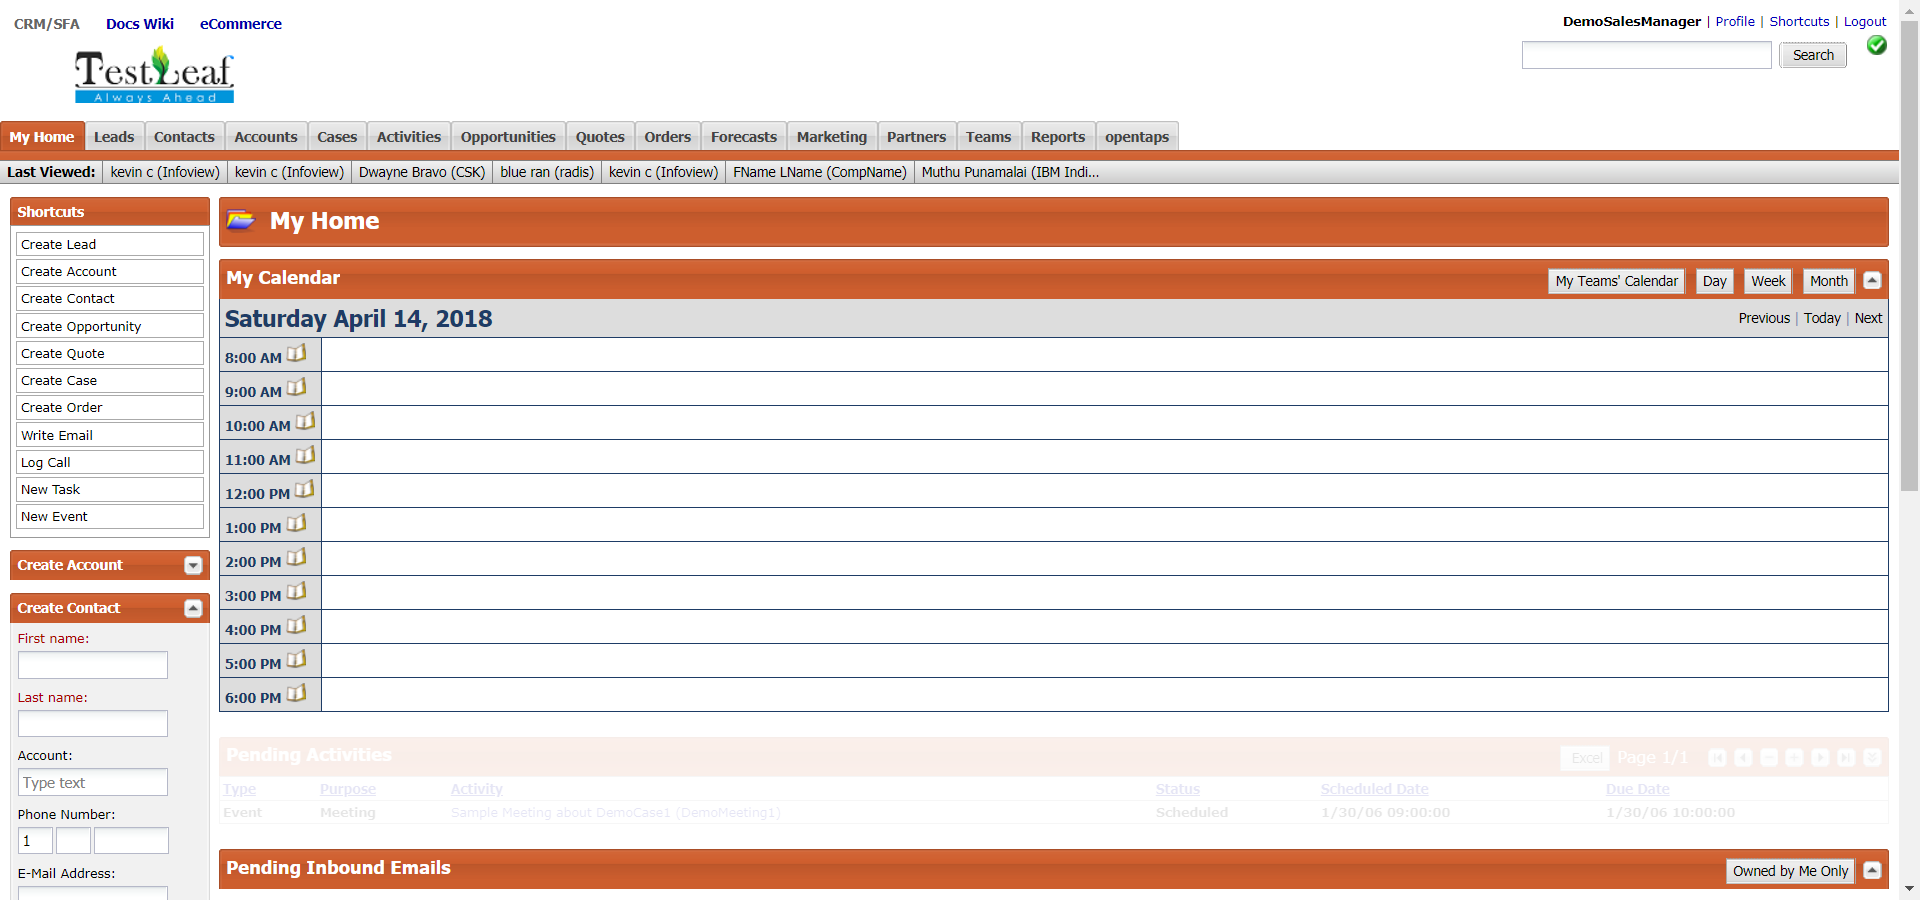 CRM/SFA Docs Wiki eCommerce
DemoSalesManager | Profile | Shortcuts | Logout
Search
TestLeaf
Always Ahead
My Home Leads Contacts Accounts Cases Activities Opportunities Quotes Orders Forecasts Marketing Partners Teams Reports opentaps
Last Viewed: kevin c (Infoview) kevin c (Infoview) Dwayne Bravo (CSK) blue ran (radis) kevin c (Infoview) FName LName (CompName) Muthu Punamalai (IBM Indi...
Shortcuts
Create Lead
Create Account
Create Contact
Create Opportunity
Create Quote
Create Case
Create Order
Write Email
Log Call
New Task
New Event
Create Account
Create Contact
First name:
Last name:
Account:
Type text
Phone Number:
1
E-Mail Address:
My Home
My Calendar
My Teams' Calendar Day Week Month
Saturday April 14, 2018
Previous | Today | Next
8:00 AM
9:00 AM
10:00 AM
11:00 AM
12:00 PM
1:00 PM
2:00 PM
3:00 PM
4:00 PM
5:00 PM
6:00 PM
Pending Activities
Excel Page 1/1
Type Purpose Activity Status Scheduled Date Due Date
Event Meeting Sample Meeting about DemoCase1 (DemoMeeting1) Scheduled 1/30/06 09:00:00 1/30/06 10:00:00
Pending Inbound Emails
Owned by Me Only